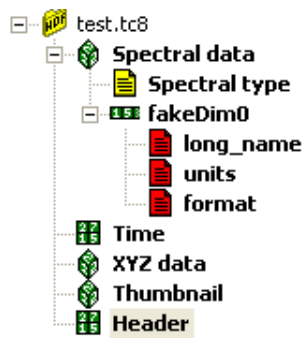 test.tc8
Spectral data
Spectral type
fakeDim0
long_name
units
format
Time
XYZ data
Thumbnail
Header